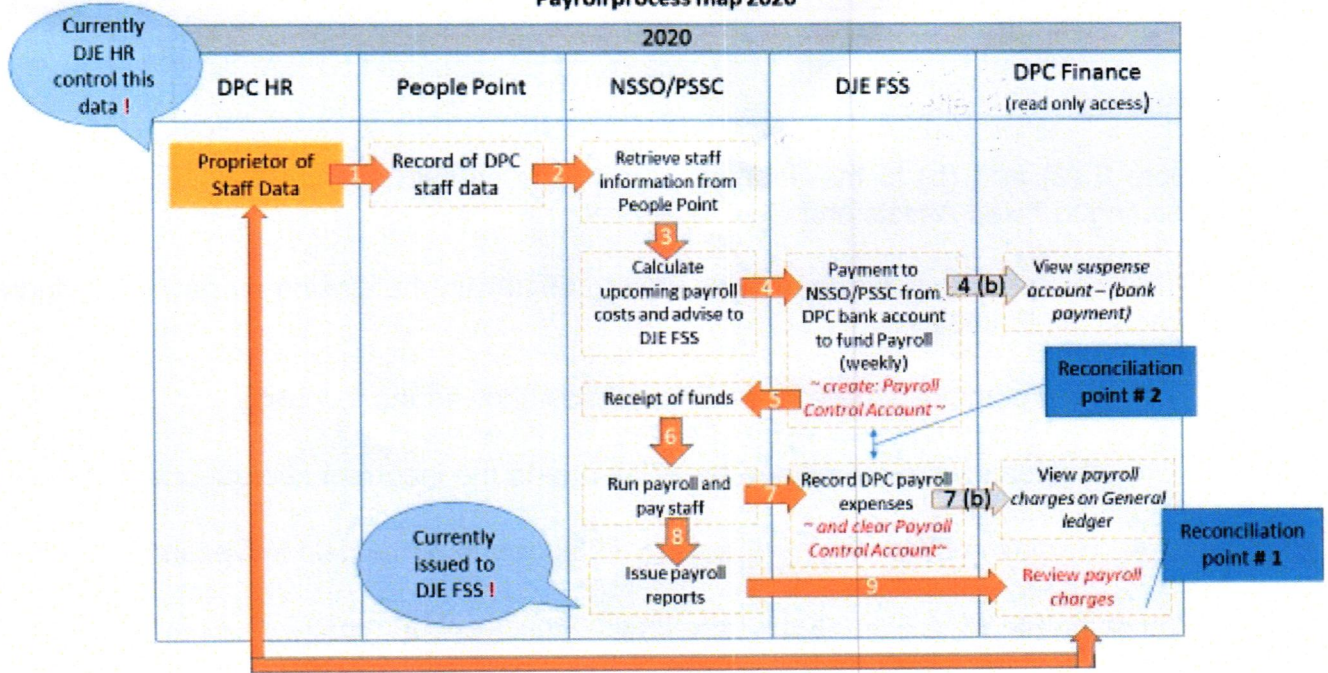 Payroll process map 2020
Currently
DJE HR
control this
data !
2020
DPC HR
People Point
NSSO/PSSC
DJE FSS
DPC Finance
(read only access)
Proprietor of
Staff Data
1
Record of DPC
staff data
2
Retrieve staff
information from
People Point
3
Calculate
upcoming payroll
costs and advise to
DJE FSS
4
Payment to
NSSO/PSSC from
DPC bank account
to fund Payroll
(weekly)
~ create: Payroll
Control Account ~
4 (b)
View suspense
account – (bank
payment)
Reconciliation
point # 2
Receipt of funds
5
6
Run payroll and
pay staff
7
Record DPC payroll
expenses
~ and clear Payroll
Control Account~
7 (b)
View payroll
charges on General
ledger
Reconciliation
point # 1
8
Currently
issued to
DJE FSS !
Issue payroll
reports
9
Review payroll
charges